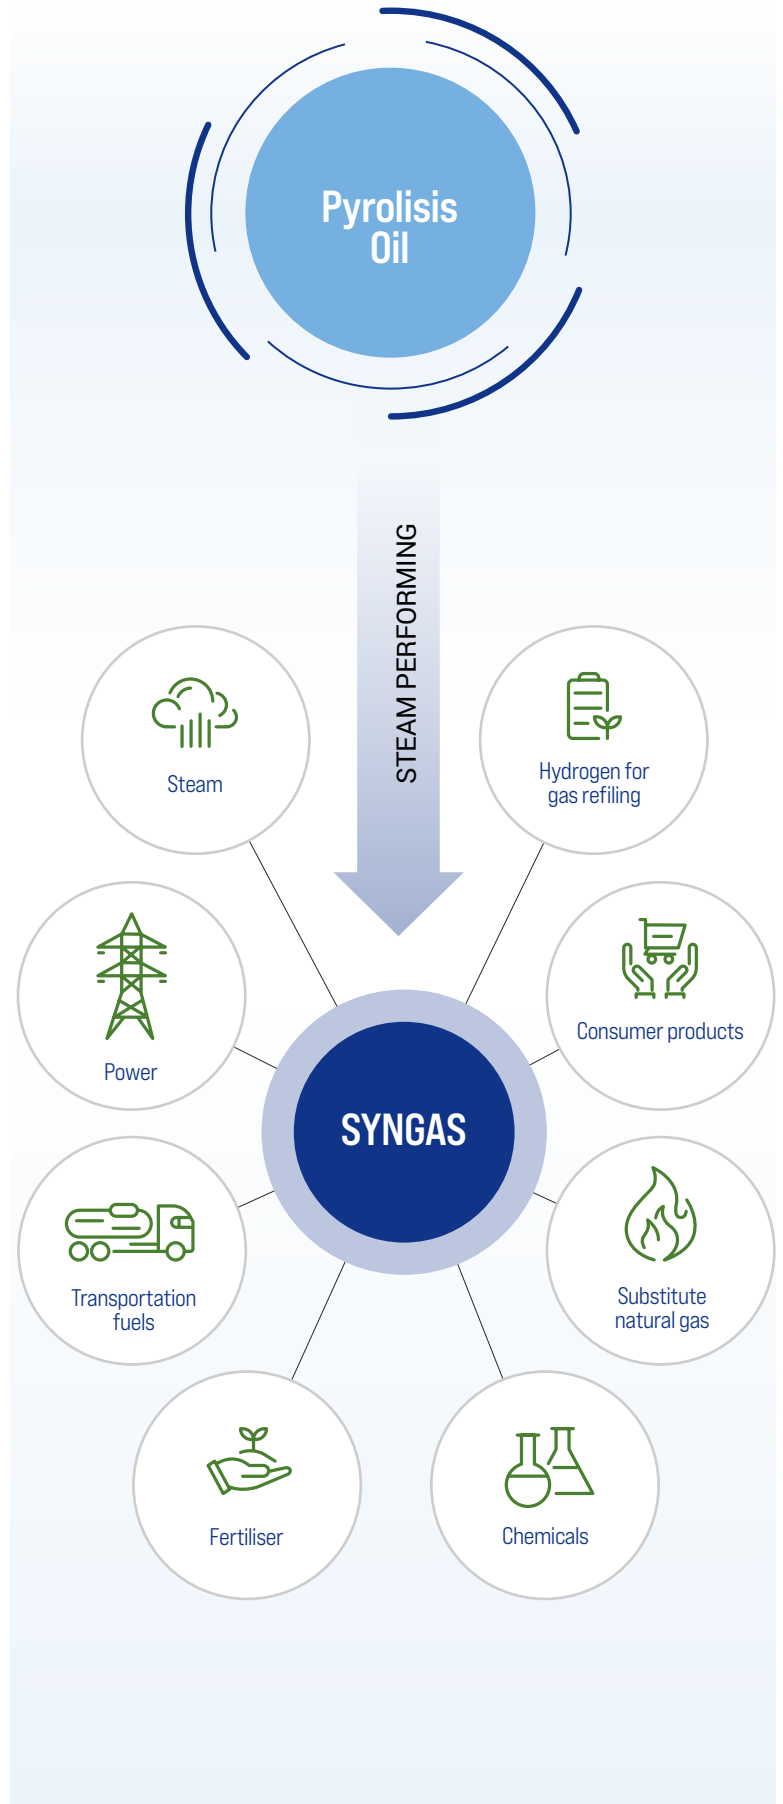 Pyrolisis
Oil
STEAM PERFORMING
Steam
Hydrogen for
gas refiling
Power
Consumer products
SYNGAS
Transportation
fuels
Substitute
natural gas
Fertiliser
Chemicals